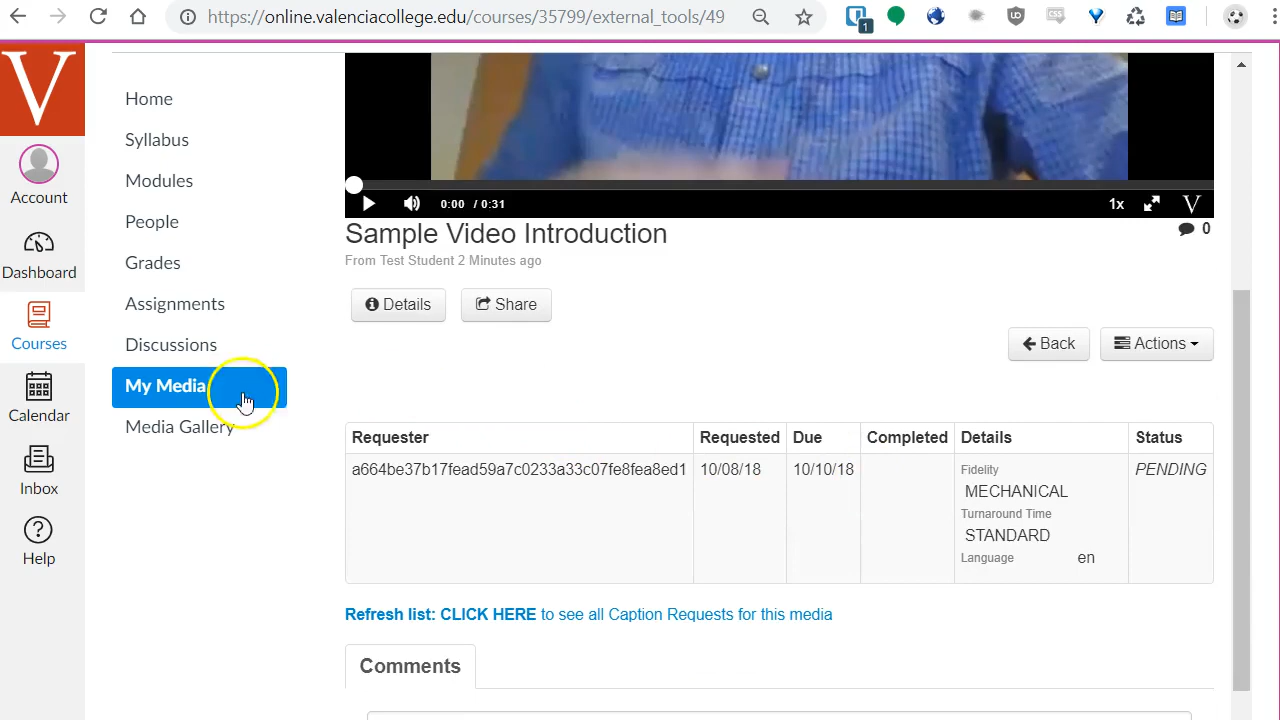 https://online.valenciacollege.edu/courses/35799/external_tools/49
1
UD
CSS
V
Account
Dashboard
Courses
Calendar
Inbox
Help
Home
Syllabus
Modules
People
Grades
Assignments
Discussions
My Media
Media Gallery
0:00 / 0:31
1x
V
Sample Video Introduction
0
From Test Student 2 Minutes ago
Details
Share
Back
Actions
Requester Requested Due Completed Details Status
a664be37b17fead59a7c0233a33c07fe8fea8ed1 10/08/18 10/10/18 Fidelity PENDING
MECHANICAL
Turnaround Time
STANDARD
Language en
Refresh list: CLICK HERE to see all Caption Requests for this media
Comments